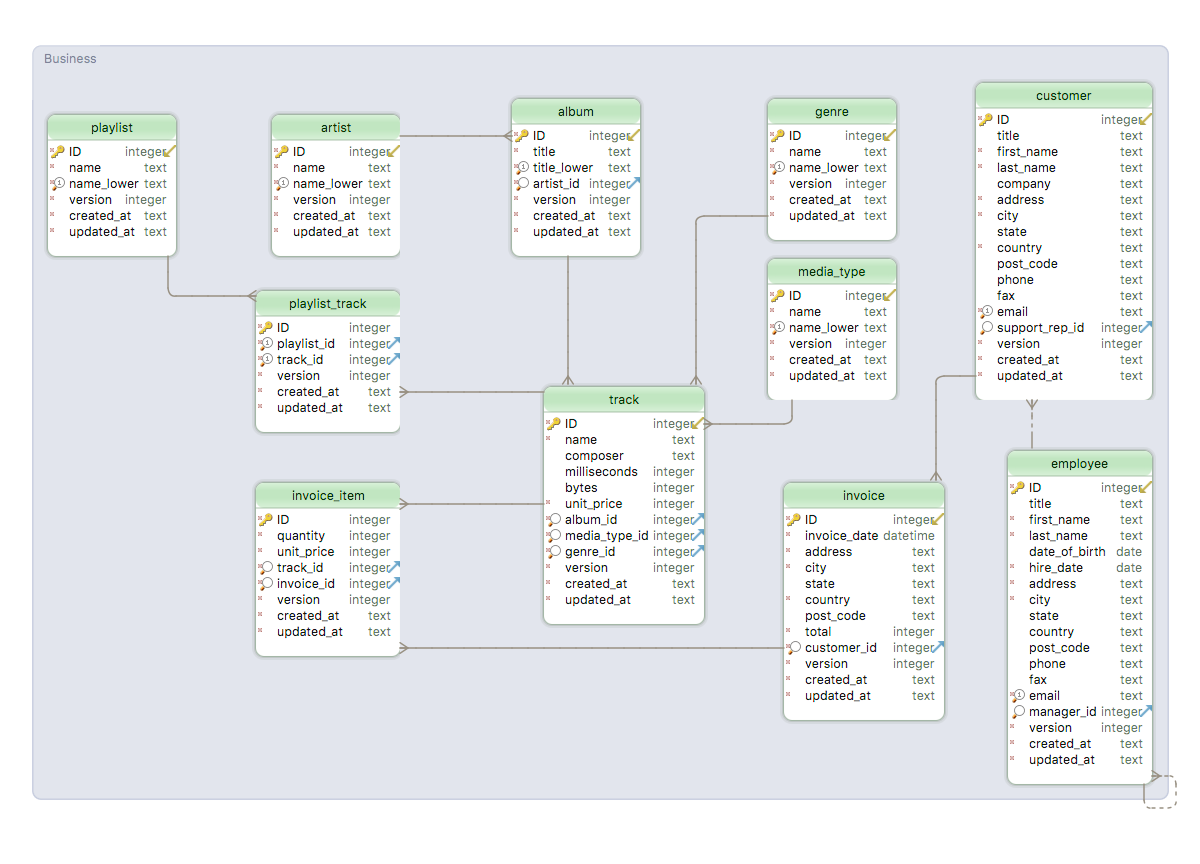 Business
playlist
ID integer
name text
name_lower text
version integer
created_at text
updated_at text
artist
ID integer
name text
name_lower text
version integer
created_at text
updated_at text
album
ID integer
title text
title_lower text
artist_id integer
version integer
created_at text
updated_at text
genre
ID integer
name text
name_lower text
version integer
created_at text
updated_at text
customer
ID integer
title text
first_name text
last_name text
company text
address text
city text
state text
country text
post_code text
phone text
fax text
email text
support_rep_id integer
version integer
created_at text
updated_at text
media_type
ID integer
name text
name_lower text
version integer
created_at text
updated_at text
playlist_track
ID integer
playlist_id integer
track_id integer
version integer
created_at text
updated_at text
track
ID integer
name text
composer text
milliseconds integer
bytes integer
unit_price integer
album_id integer
media_type_id integer
genre_id integer
version integer
created_at text
updated_at text
invoice_item
ID integer
quantity integer
unit_price integer
track_id integer
invoice_id integer
version integer
created_at text
updated_at text
invoice
ID integer
invoice_date datetime
address text
city text
state text
country text
post_code text
total integer
customer_id integer
version integer
created_at text
updated_at text
employee
ID integer
title text
first_name text
last_name text
date_of_birth date
hire_date date
address text
city text
state text
country text
post_code text
phone text
fax text
email text
manager_id integer
version integer
created_at text
updated_at text